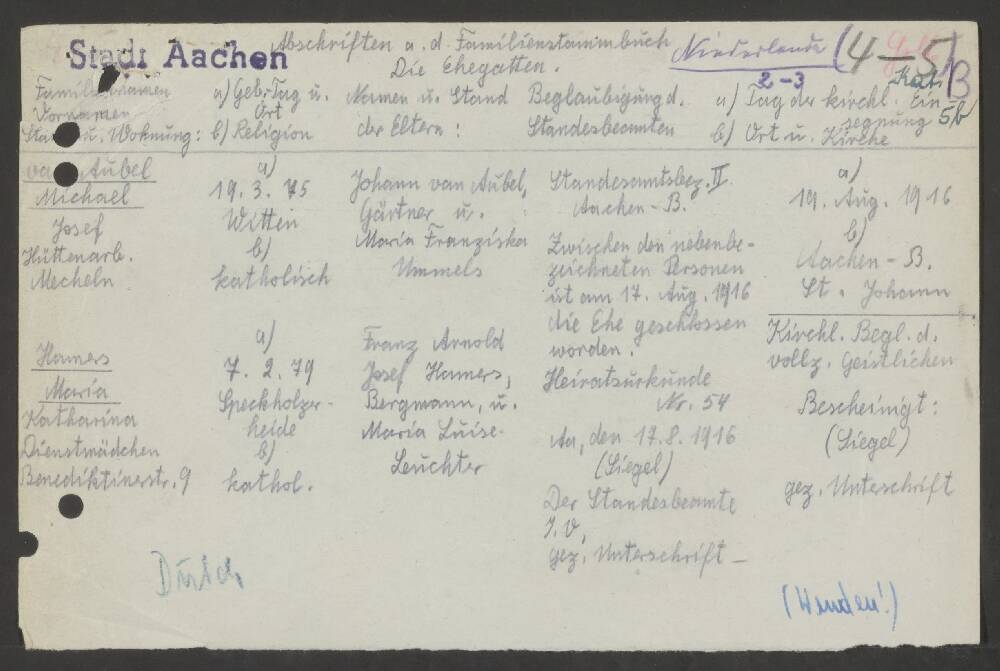 Stadt Aachen
Abschriften a. d. Familienstammbuch
Die Ehegatten.
Niederlande
2-3
(4-5)
Kat.
B
5b
Familiennamen
Vornamen
Stand u. Wohnung:
a) Geb. Tag u.
Ort
b) Religion
Namen u. Stand
der Eltern:
Beglaubigung d.
Standesbeamten
a) Tag der kirchl. Ein-
segnung
b) Ort u. Kirche
van Aubel
Michael
Josef
Hüttenarb.
Mecheln
a)
19. 3. 75
Witten
b)
katholisch
Johann van Aubel,
Gärtner u.
Maria Franziska
Ummels
Standesamtsbez. II
Aachen-B.
Zwischen den nebenbe-
zeichneten Personen
ist am 17. Aug. 1916
die Ehe geschlossen
worden.
Heiratsurkunde
Nr. 54
Aa, den 17.8.1916
(Siegel)
Der Standesbeamte
J.V,
gez. Unterschrift -
a)
19. Aug. 1916
b)
Aachen-B.
St. Johann
Kirchl. Begl. d.
vollz. Geistlichen
Bescheinigt:
(Siegel)
gez. Unterschrift
Hamers
Maria
Katharina
Dienstmädchen
Benediktinerstr. 9
a)
7. 2. 79
Speckholzer-
heide
b)
kathol.
Franz Arnold
Josef Hamers,
Bergmann, u.
Maria Luise
Leuchter
(Wenden!)